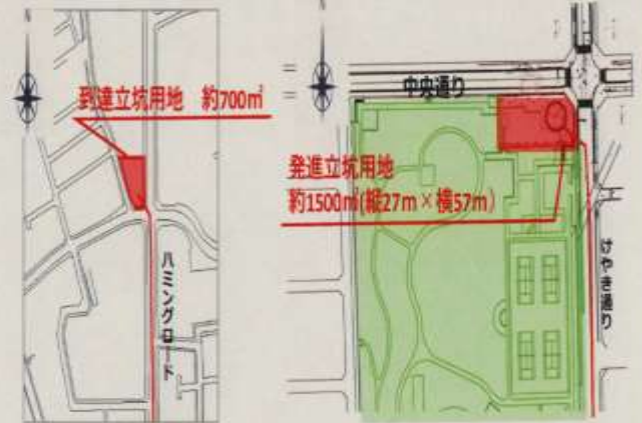 N
到達立坑用地 約700㎡
ハミングロード
N
中央通り
発進立坑用地
約1500㎡(縦27m×横57m)
けやき通り